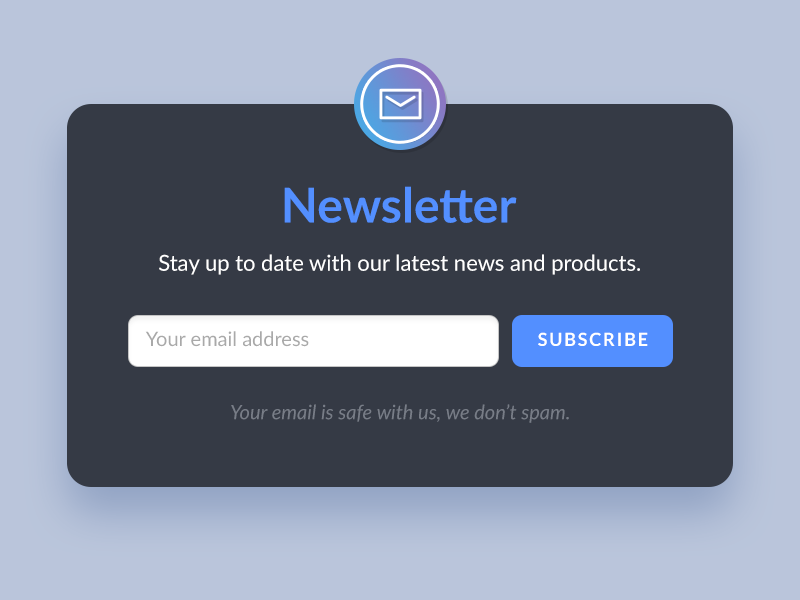 Newsletter
Stay up to date with our latest news and products.
Your email address
SUBSCRIBE
Your email is safe with us, we don’t spam.